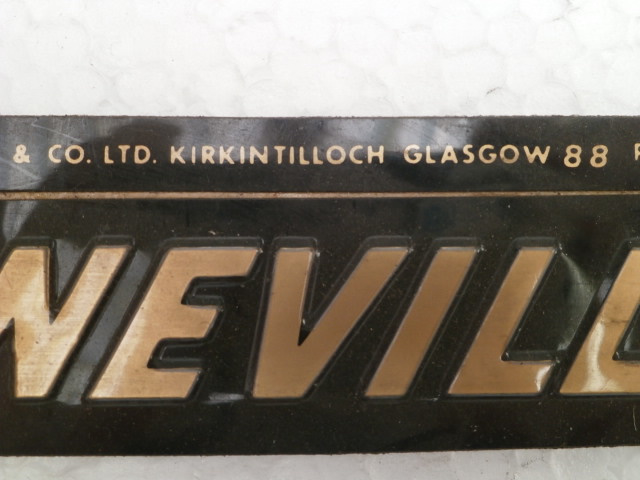 & CO. LTD. KIRKINTILLOCH GLASGOW 88
NEVILL